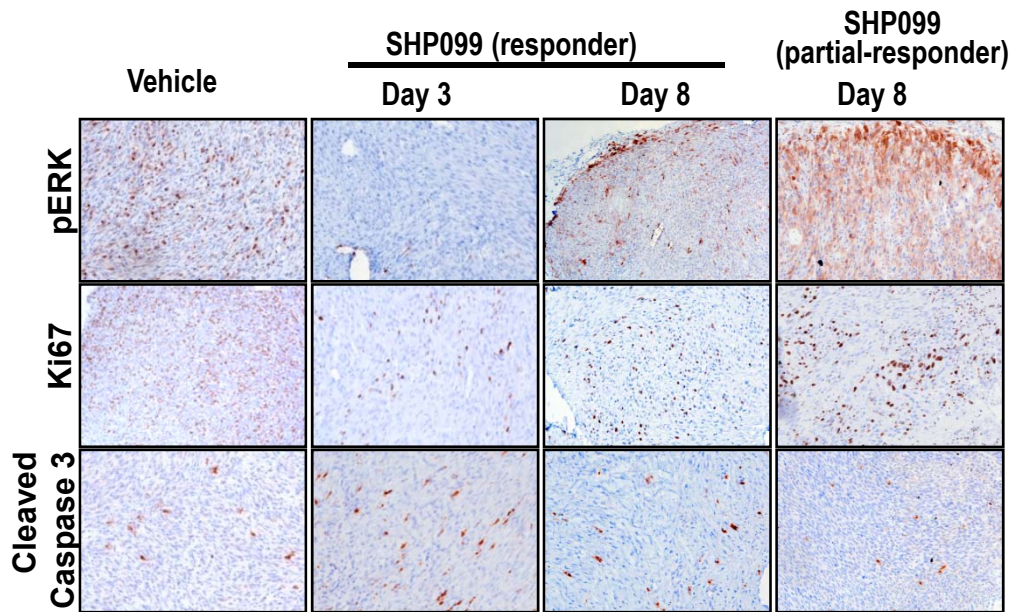 SHP099 (responder)
SHP099
(partial-responder)
Vehicle
Day 3
Day 8
Day 8
pERK
Ki67
Cleaved
Caspase 3